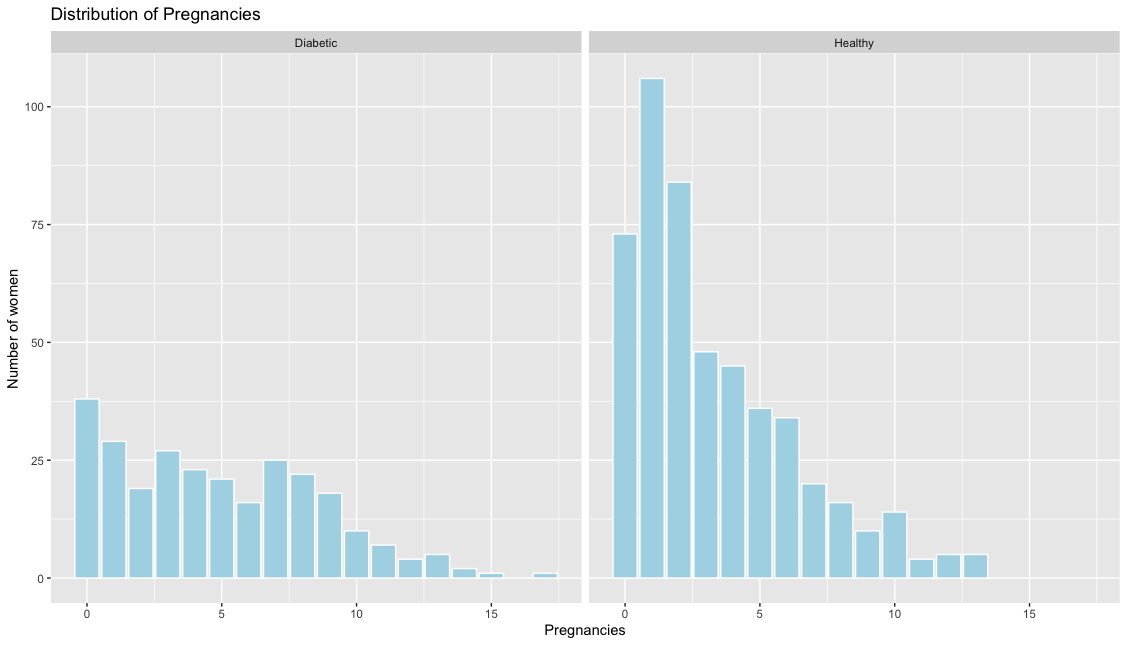 Distribution of Pregnancies
Diabetic
Healthy
100
75
50
25
0
Number of women
0 5 10 15
0 5 10 15
Pregnancies